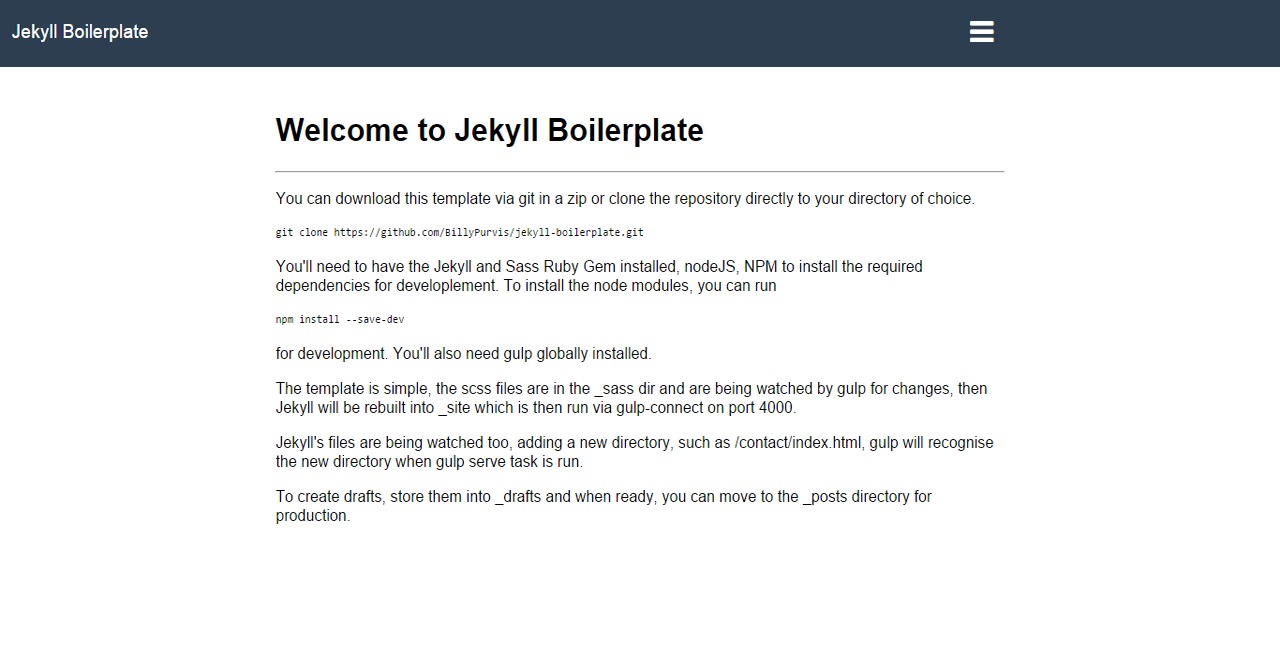 Jekyll Boilerplate
Welcome to Jekyll Boilerplate
You can download this template via git in a zip or clone the repository directly to your directory of choice.
git clone https://github.com/BillyPurvis/jekyll-boilerplate.git
You'll need to have the Jekyll and Sass Ruby Gem installed, nodeJS, NPM to install the required
dependencies for developlement. To install the node modules, you can run
npm install --save-dev
for development. You'll also need gulp globally installed.
The template is simple, the scss files are in the _sass dir and are being watched by gulp for changes, then
Jekyll will be rebuilt into _site which is then run via gulp-connect on port 4000.
Jekyll's files are being watched too, adding a new directory, such as /contact/index.html, gulp will recognise
the new directory when gulp serve task is run.
To create drafts, store them into _drafts and when ready, you can move to the _posts directory for
production.